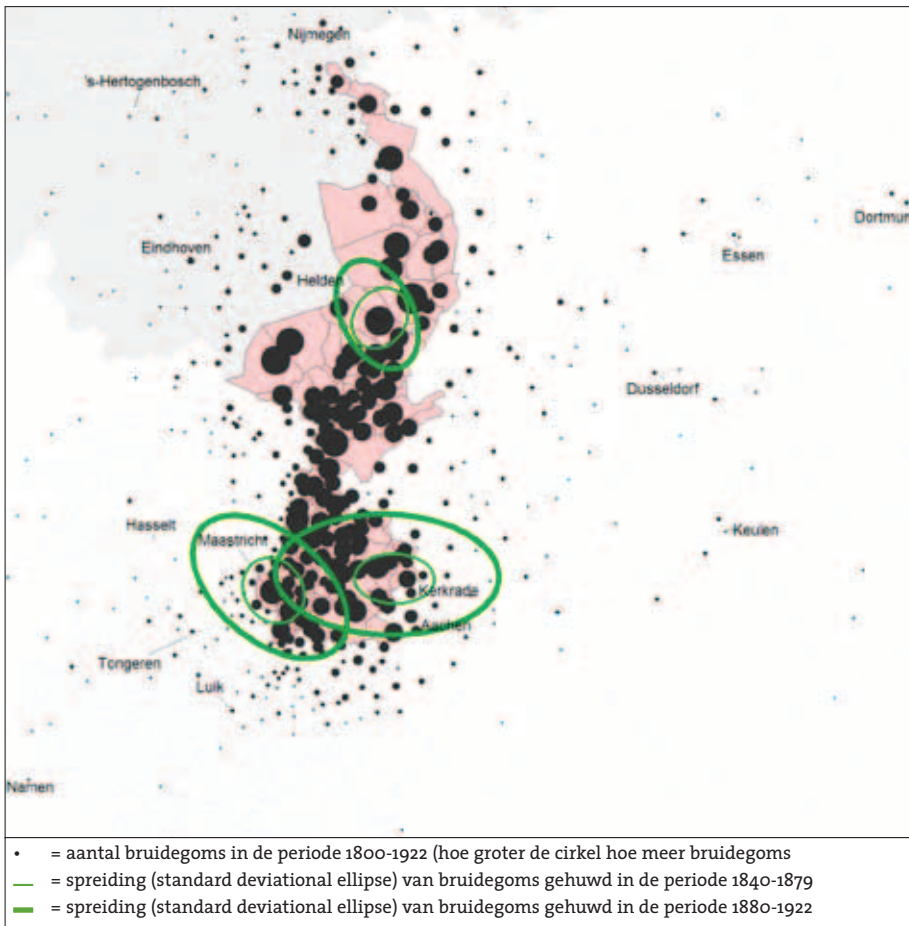 Nijmegen
's-Hertogenbosch
Dortmun
Eindhoven
Essen
Helden
Dusseldorf
Hasselt
Maastricht
Keulen
Kerkrade
Aachen
Tongeren
Luik
Namen
• = aantal bruidegoms in de periode 1800-1922 (hoe groter de cirkel hoe meer bruidegoms
= spreiding (standard deviational ellipse) van bruidegoms gehuwd in de periode 1840-1879
= spreiding (standard deviational ellipse) van bruidegoms gehuwd in de periode 1880-1922